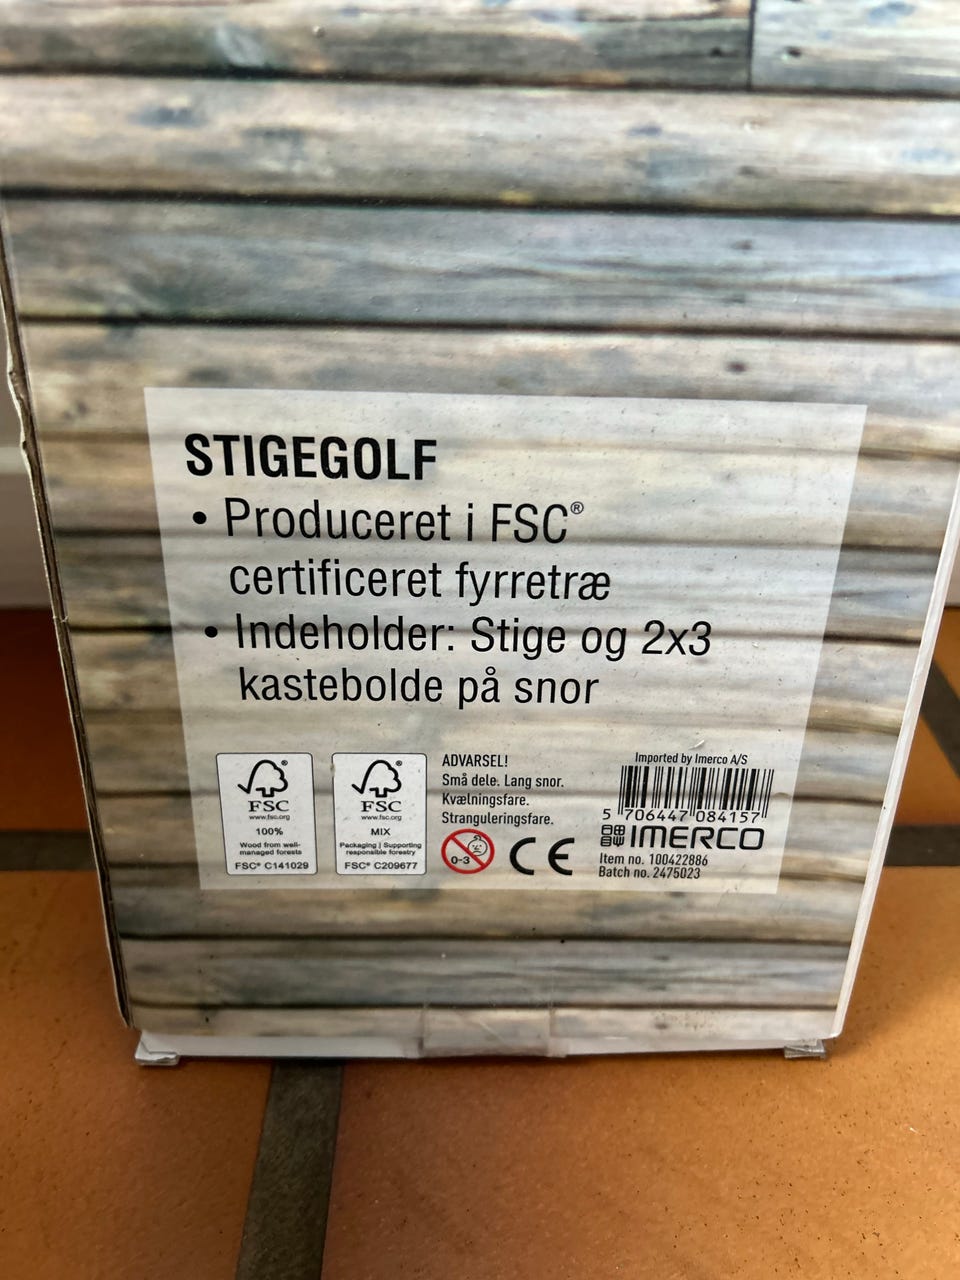 STIGEGOLF
• Produceret i FSC®
certificeret fyrretræ
• Indeholder: Stige og 2x3
kastebolde på snor
FSC®
www.fsc.org
100%
Wood from well-
managed forests
FSC® C141029
FSC®
www.fsc.org
MIX
Packaging | Supporting
responsible forestry
FSC® C209677
ADVARSEL!
Små dele. Lang snor.
Kvælningsfare.
Stranguleringsfare.
0-3
CE
Imported by Imerco A/S
5 706447 084157
IMERCO
Item no. 100422886
Batch no. 2475023